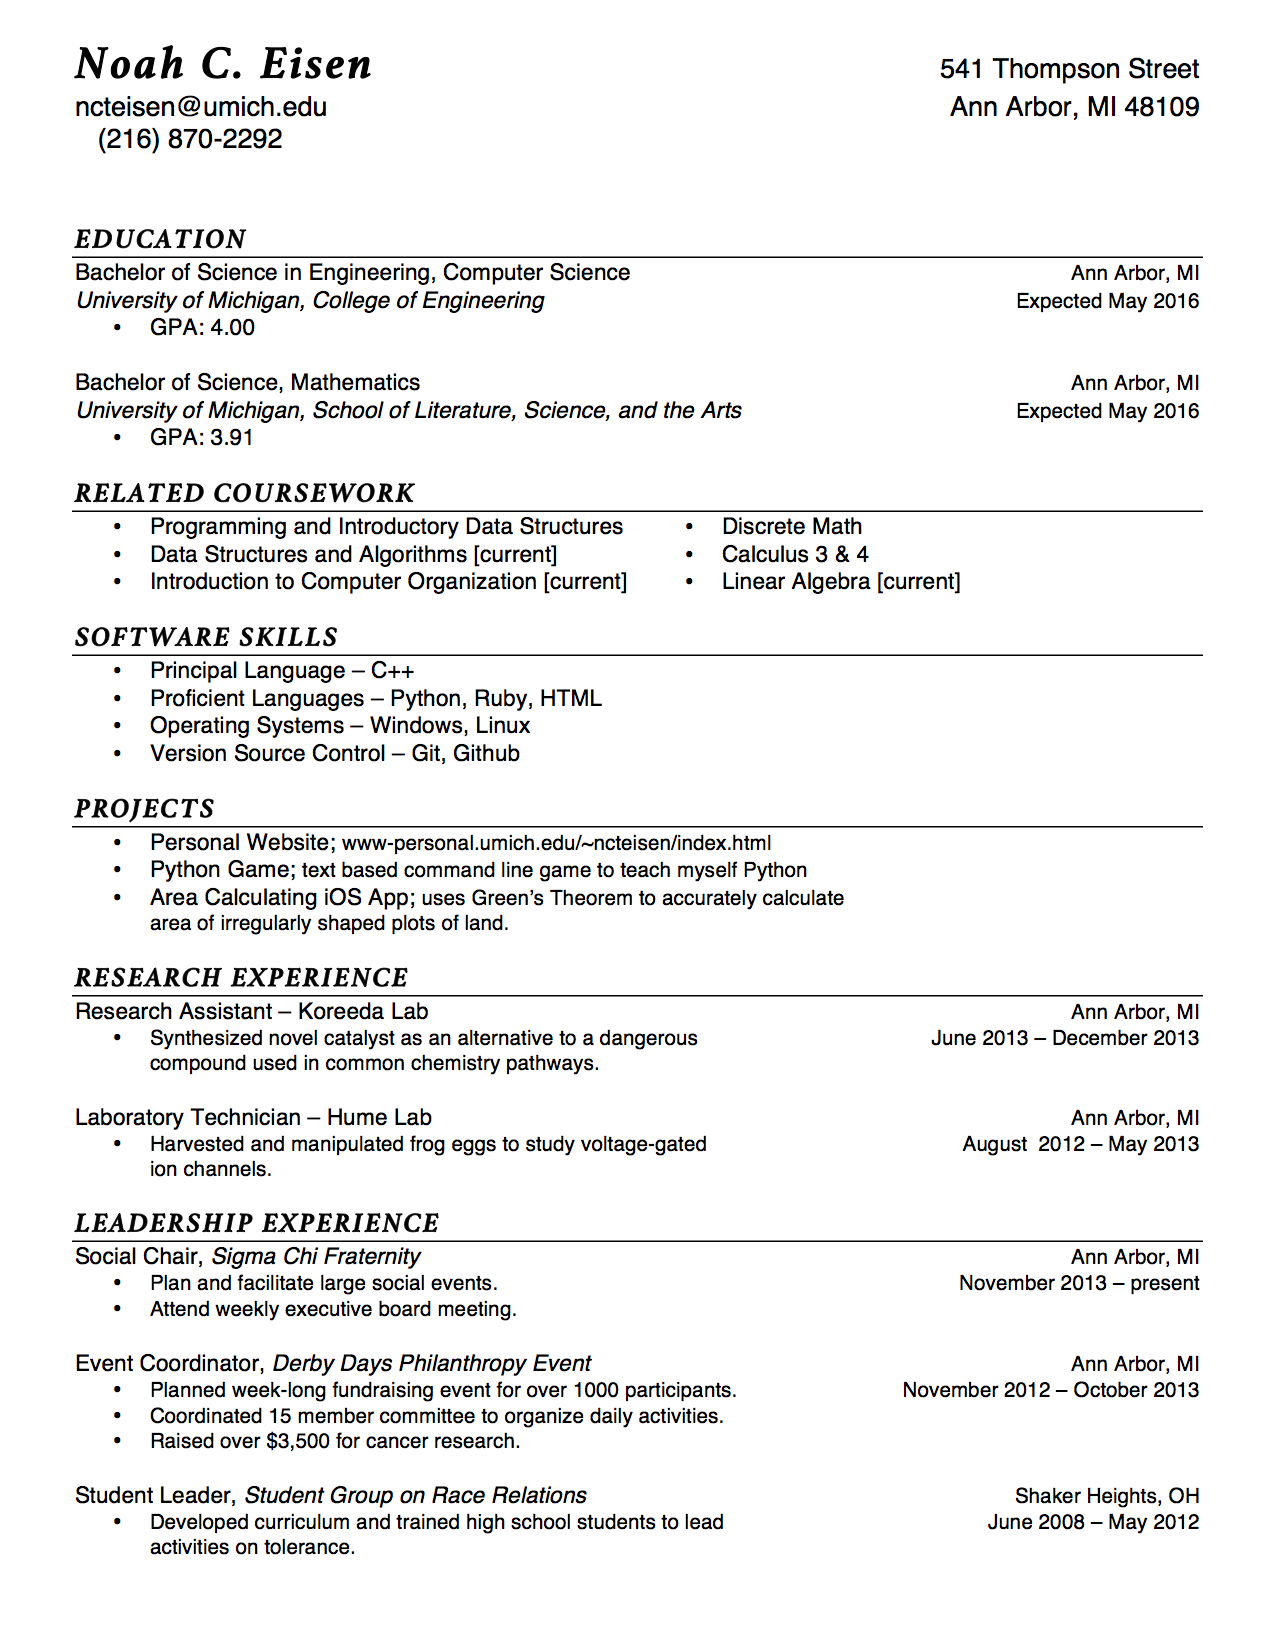 Noah C. Eisen
541 Thompson Street
ncteisen@umich.edu
Ann Arbor, MI 48109
(216) 870-2292
EDUCATION
Bachelor of Science in Engineering, Computer Science Ann Arbor, MI
University of Michigan, College of Engineering Expected May 2016
• GPA: 4.00
Bachelor of Science, Mathematics Ann Arbor, MI
University of Michigan, School of Literature, Science, and the Arts Expected May 2016
• GPA: 3.91
RELATED COURSEWORK
• Programming and Introductory Data Structures • Discrete Math
• Data Structures and Algorithms [current] • Calculus 3 & 4
• Introduction to Computer Organization [current] • Linear Algebra [current]
SOFTWARE SKILLS
• Principal Language – C++
• Proficient Languages – Python, Ruby, HTML
• Operating Systems – Windows, Linux
• Version Source Control – Git, Github
PROJECTS
• Personal Website; www-personal.umich.edu/~ncteisen/index.html
• Python Game; text based command line game to teach myself Python
• Area Calculating iOS App; uses Green’s Theorem to accurately calculate
area of irregularly shaped plots of land.
RESEARCH EXPERIENCE
Research Assistant – Koreeda Lab Ann Arbor, MI
• Synthesized novel catalyst as an alternative to a dangerous June 2013 – December 2013
compound used in common chemistry pathways.
Laboratory Technician – Hume Lab Ann Arbor, MI
• Harvested and manipulated frog eggs to study voltage-gated August 2012 – May 2013
ion channels.
LEADERSHIP EXPERIENCE
Social Chair, Sigma Chi Fraternity Ann Arbor, MI
• Plan and facilitate large social events. November 2013 – present
• Attend weekly executive board meeting.
Event Coordinator, Derby Days Philanthropy Event Ann Arbor, MI
• Planned week-long fundraising event for over 1000 participants. November 2012 – October 2013
• Coordinated 15 member committee to organize daily activities.
• Raised over $3,500 for cancer research.
Student Leader, Student Group on Race Relations Shaker Heights, OH
• Developed curriculum and trained high school students to lead June 2008 – May 2012
activities on tolerance.